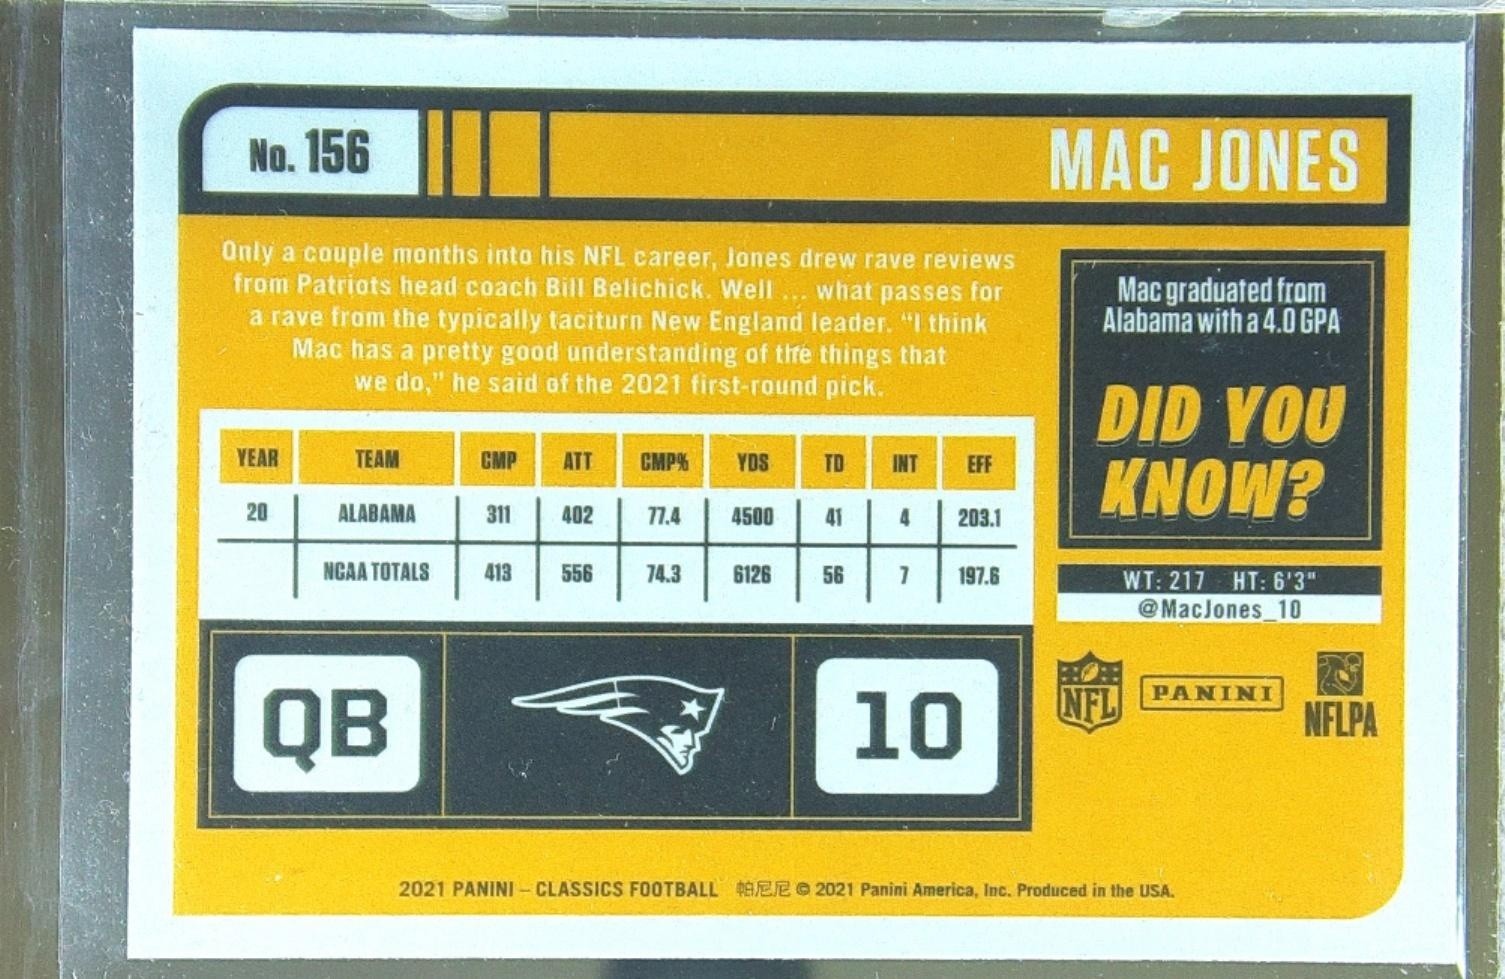 No. 156
MAC JONES
Only a couple months into his NFL career, Jones drew rave reviews
from Patriots head coach Bill Belichick. Well ... what passes for
a rave from the typically taciturn New England leader. “I think
Mac has a pretty good understanding of the things that
we do,” he said of the 2021 first-round pick.
Mac graduated from
Alabama with a 4.0 GPA
DID YOU
KNOW?
YEAR TEAM CMP ATT CMP% YDS TD INT EFF
20 ALABAMA 311 402 77.4 4500 41 4 203.1
NCAA TOTALS 413 556 74.3 6126 56 7 197.6
WT: 217 HT: 6'3"
@MacJones_10
QB
10
NFL PANINI NFLPA
2021 PANINI – CLASSICS FOOTBALL 帕尼尼 © 2021 Panini America, Inc. Produced in the USA.